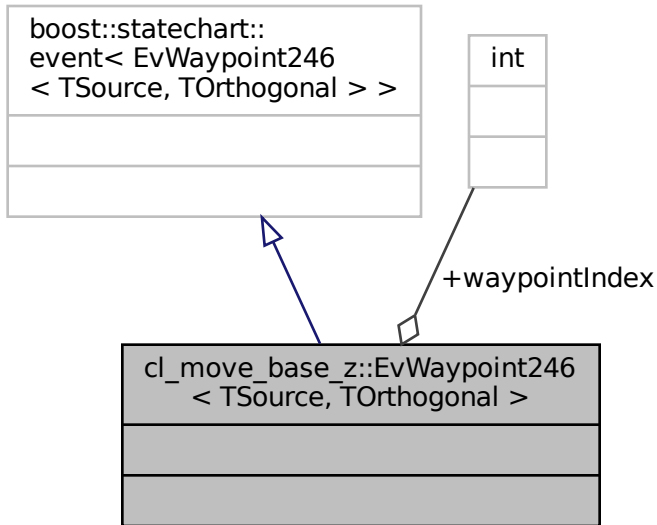 boost::statechart::
event< EvWaypoint246
< TSource, TOrthogonal > >
int
+waypointIndex
cl_move_base_z::EvWaypoint246
< TSource, TOrthogonal >